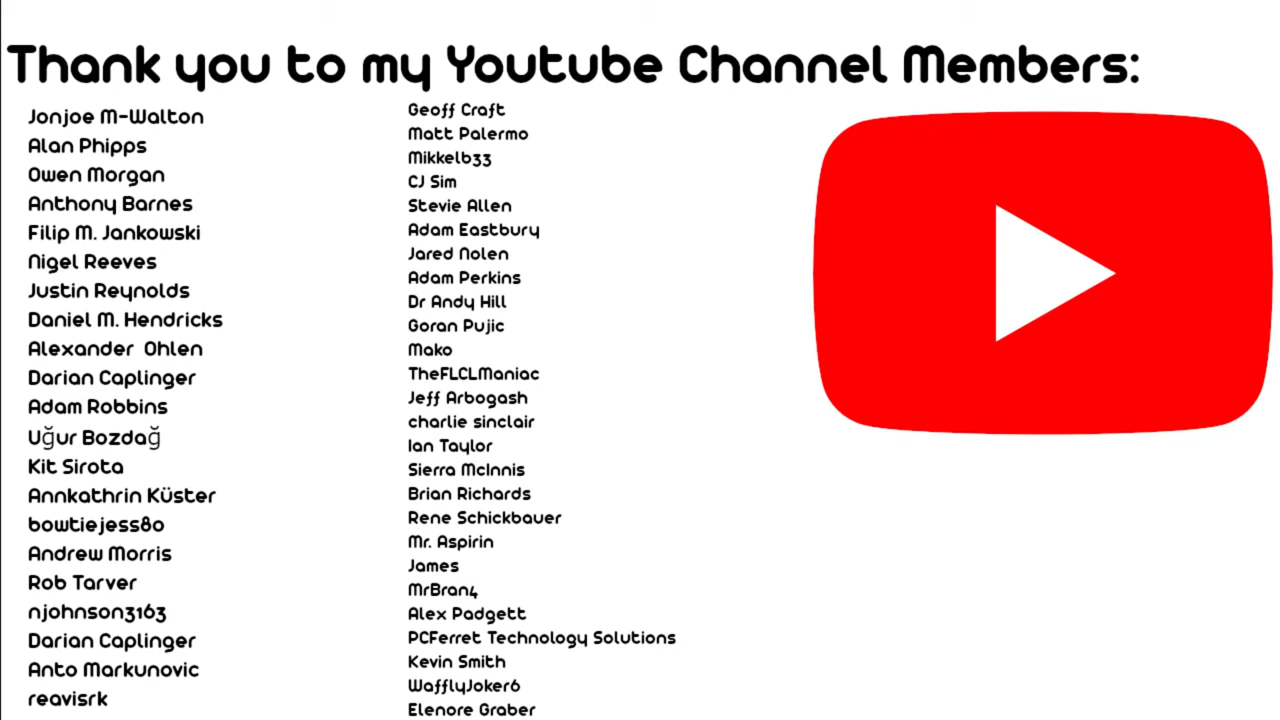 Thank you to my Youtube Channel Members:
Jonjoe M-Walton
Alan Phipps
Owen Morgan
Anthony Barnes
Filip M. Jankowski
Nigel Reeves
Justin Reynolds
Daniel M. Hendricks
Alexander Ohlen
Darian Caplinger
Adam Robbins
Uğur Bozdağ
Kit Sirota
Annkathrin Küster
bowtiejess80
Andrew Morris
Rob Tarver
njohnson3163
Darian Caplinger
Anto Markunovic
reavisrk
Geoff Craft
Matt Palermo
Mikkelb33
CJ Sim
Stevie Allen
Adam Eastbury
Jared Nolen
Adam Perkins
Dr Andy Hill
Goran Pujic
Mako
TheFLCLManiac
Jeff Arbogash
charlie sinclair
Ian Taylor
Sierra McInnis
Brian Richards
Rene Schickbauer
Mr. Aspirin
James
MrBran4
Alex Padgett
PCFerret Technology Solutions
Kevin Smith
WafflyJoker6
Elenore Graber